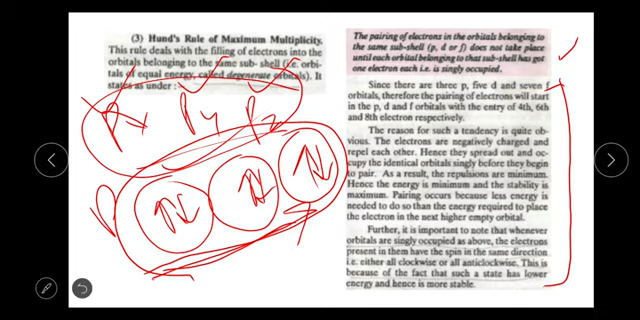 (3) Hund's Rule of Maximum Multiplicity.
This rule deals with the filling of electrons into the
orbitals belonging to the same sub-shell (i.e. orbi-
tals of equal energy, called degenerate orbitals). It
states as under :
Px Py Pz
P
The pairing of electrons in the orbitals belonging to
the same sub-shell (p, d or f) does not take place
until each orbital belonging to that sub-shell has got
one electron each i.e. is singly occupied.
Since there are three p, five d and seven f
orbitals, therefore the pairing of electrons will start
in the p, d and f orbitals with the entry of 4th, 6th
and 8th electron respectively.
The reason for such a tendency is quite ob-
vious. The electrons are negatively charged and
repel each other. Hence they spread out and oc-
cupy the identical orbitals singly before they begin
to pair. As a result, the repulsions are minimum.
Hence the energy is minimum and the stability is
maximum. Pairing occurs because less energy is
needed to do so than the energy required to place
the electron in the next higher empty orbital.
Further, it is important to note that whenever
orbitals are singly occupied as above, the electrons
present in them have the spin in the same direction
i.e. either all clockwise or all anticlockwise. This is
because of the fact that such a state has lower
energy and hence is more stable.